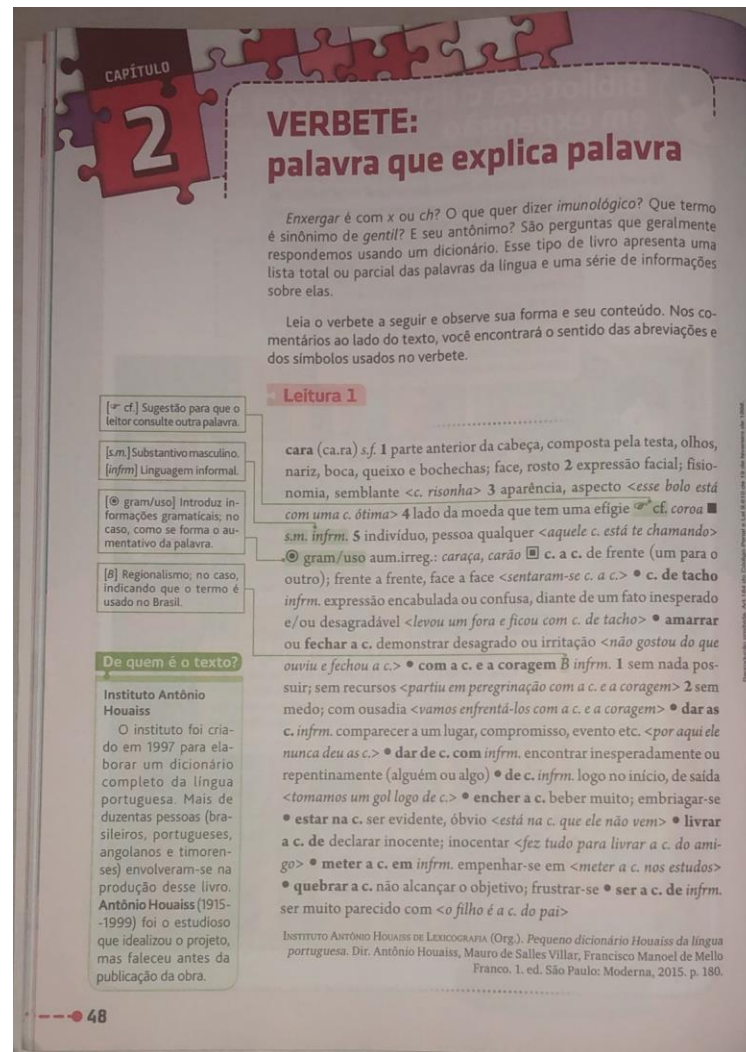 CAPÍTULO
2
VERBETE:
palavra que explica palavra
Enxergar é com x ou ch? O que quer dizer imunológico? Que termo
é sinônimo de gentil? E seu antônimo? São perguntas que geralmente
respondemos usando um dicionário. Esse tipo de livro apresenta uma
lista total ou parcial das palavras da língua e uma série de informações
sobre elas.
Leia o verbete a seguir e observe sua forma e seu conteúdo. Nos co-
mentários ao lado do texto, você encontrará o sentido das abreviações e
dos símbolos usados no verbete.
Leitura 1
[☞ cf.] Sugestão para que o
leitor consulte outra palavra.
[s.m.] Substantivo masculino.
[infrm] Linguagem informal.
[◉ gram/uso] Introduz in-
formações gramaticais; no
caso, como se forma o au-
mentativo da palavra.
[B] Regionalismo; no caso,
indicando que o termo é
usado no Brasil.
cara (ca.ra) s.f. 1 parte anterior da cabeça, composta pela testa, olhos,
nariz, boca, queixo e bochechas; face, rosto 2 expressão facial; fisio-
nomia, semblante <c. risonha> 3 aparência, aspecto <esse bolo está
com uma c. ótima> 4 lado da moeda que tem uma efígie ☞ cf. coroa ■
s.m. infrm. 5 indivíduo, pessoa qualquer <aquele c. está te chamando>
◉ gram/uso aum.irreg.: caraça, carão ▣ c. a c. de frente (um para o
outro); frente a frente, face a face <sentaram-se c. a c.> • c. de tacho
infrm. expressão encabulada ou confusa, diante de um fato inesperado
e/ou desagradável <levou um fora e ficou com c. de tacho> • amarrar
ou fechar a c. demonstrar desagrado ou irritação <não gostou do que
ouviu e fechou a c.> • com a c. e a coragem B infrm. 1 sem nada pos-
suir; sem recursos <partiu em peregrinação com a c. e a coragem> 2 sem
medo; com ousadia <vamos enfrentá-los com a c. e a coragem> • dar as
c. infrm. comparecer a um lugar, compromisso, evento etc. <por aqui ele
nunca deu as c.> • dar de c. com infrm. encontrar inesperadamente ou
repentinamente (alguém ou algo) • de c. infrm. logo no início, de saída
<tomamos um gol logo de c.> • encher a c. beber muito; embriagar-se
• estar na c. ser evidente, óbvio <está na c. que ele não vem> • livrar
a c. de declarar inocente; inocentar <fez tudo para livrar a c. do ami-
go> • meter a c. em infrm. empenhar-se em <meter a c. nos estudos>
• quebrar a c. não alcançar o objetivo; frustrar-se • ser a c. de infrm.
ser muito parecido com <o filho é a c. do pai>
INSTITUTO ANTÔNIO HOUAISS DE LEXICOGRAFIA (Org.). Pequeno dicionário Houaiss da língua
portuguesa. Dir. Antônio Houaiss, Mauro de Salles Villar, Francisco Manoel de Mello
Franco. 1. ed. São Paulo: Moderna, 2015. p. 180.
De quem é o texto?
Instituto Antônio
Houaiss
O instituto foi cria-
do em 1997 para ela-
borar um dicionário
completo da língua
portuguesa. Mais de
duzentas pessoas (bra-
sileiros, portugueses,
angolanos e timoren-
ses) envolveram-se na
produção desse livro.
Antônio Houaiss (1915-
-1999) foi o estudioso
que idealizou o projeto,
mas faleceu antes da
publicação da obra.
48